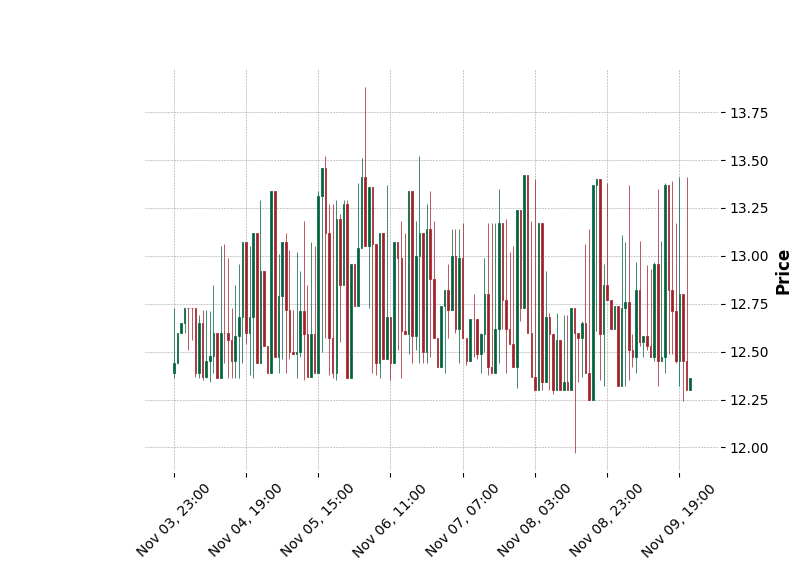 13.75
13.50
13.25
13.00
12.75
12.50
12.25
12.00
Price
Nov 03, 23:00
Nov 04, 19:00
Nov 05, 15:00
Nov 06, 11:00
Nov 07, 07:00
Nov 08, 03:00
Nov 08, 23:00
Nov 09, 19:00